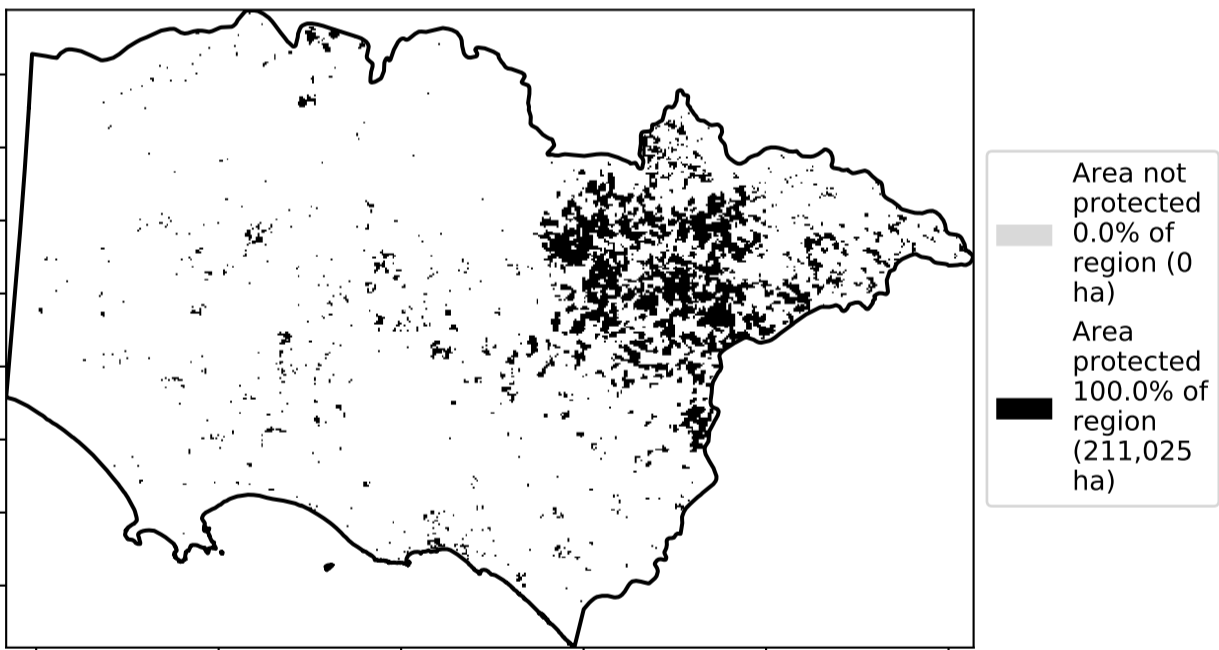 Area not
protected
0.0% of
region (0
ha)
Area
protected
100.0% of
region
(211,025
ha)